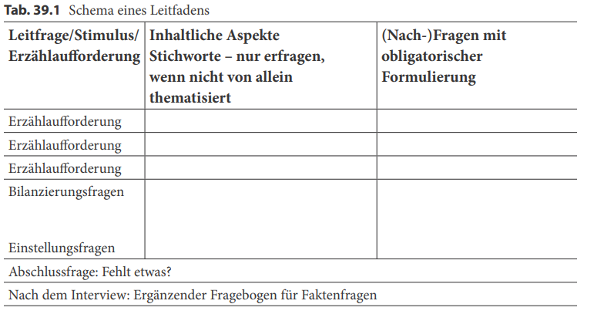 Tab. 39.1 Schema eines Leitfadens
Leitfrage/Stimulus/
Erzählaufforderung
Inhaltliche Aspekte
Stichworte – nur erfragen,
wenn nicht von allein
thematisiert
(Nach-)Fragen mit
obligatorischer
Formulierung
Erzählaufforderung
Erzählaufforderung
Erzählaufforderung
Bilanzierungsfragen
Einstellungsfragen
Abschlussfrage: Fehlt etwas?
Nach dem Interview: Ergänzender Fragebogen für Faktenfragen